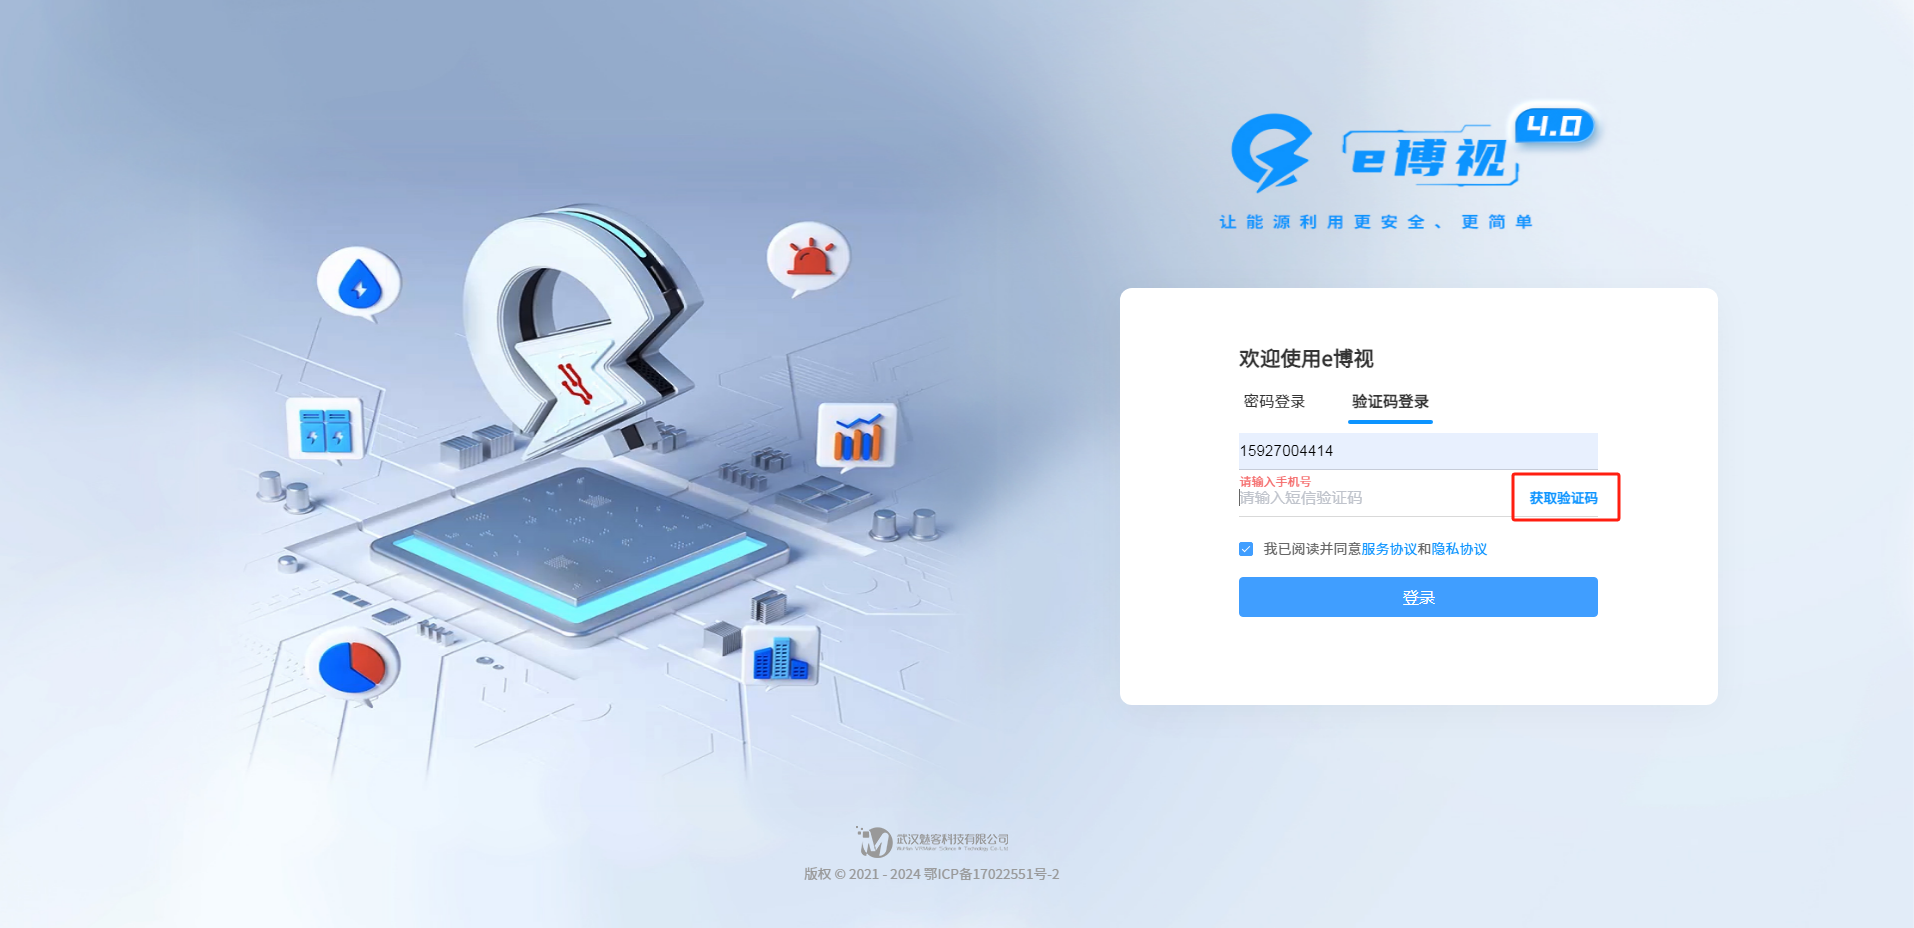 e博视
4.0
让能源利用更安全、更简单
欢迎使用e博视
密码登录
验证码登录
15927004414
请输入手机号
请输入短信验证码
获取验证码
我已阅读并同意服务协议和隐私协议
登录
武汉魅客科技有限公司
版权 © 2021 - 2024 鄂ICP备17022551号-2